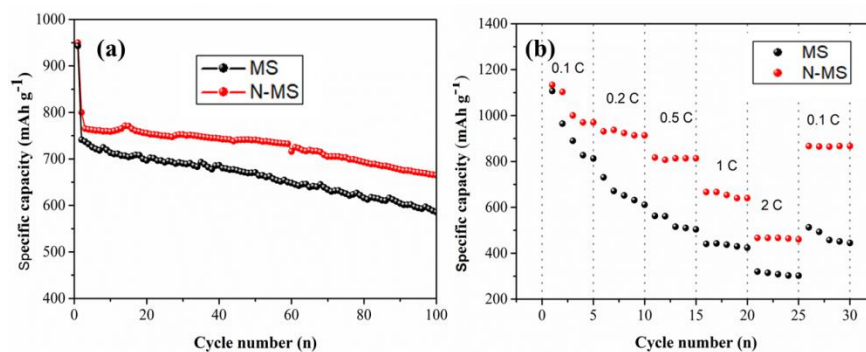 (a)
MS
N-MS
Specific capacity (mAh g⁻¹)
1000
900
800
700
600
500
400
0 20 40 60 80 100
Cycle number (n)
(b)
MS
N-MS
Specific capacity (mAh g⁻¹)
1400
1200
1000
800
600
400
200
0.1 C
0.2 C
0.5 C
1 C
2 C
0.1 C
0 5 10 15 20 25 30
Cycle number (n)